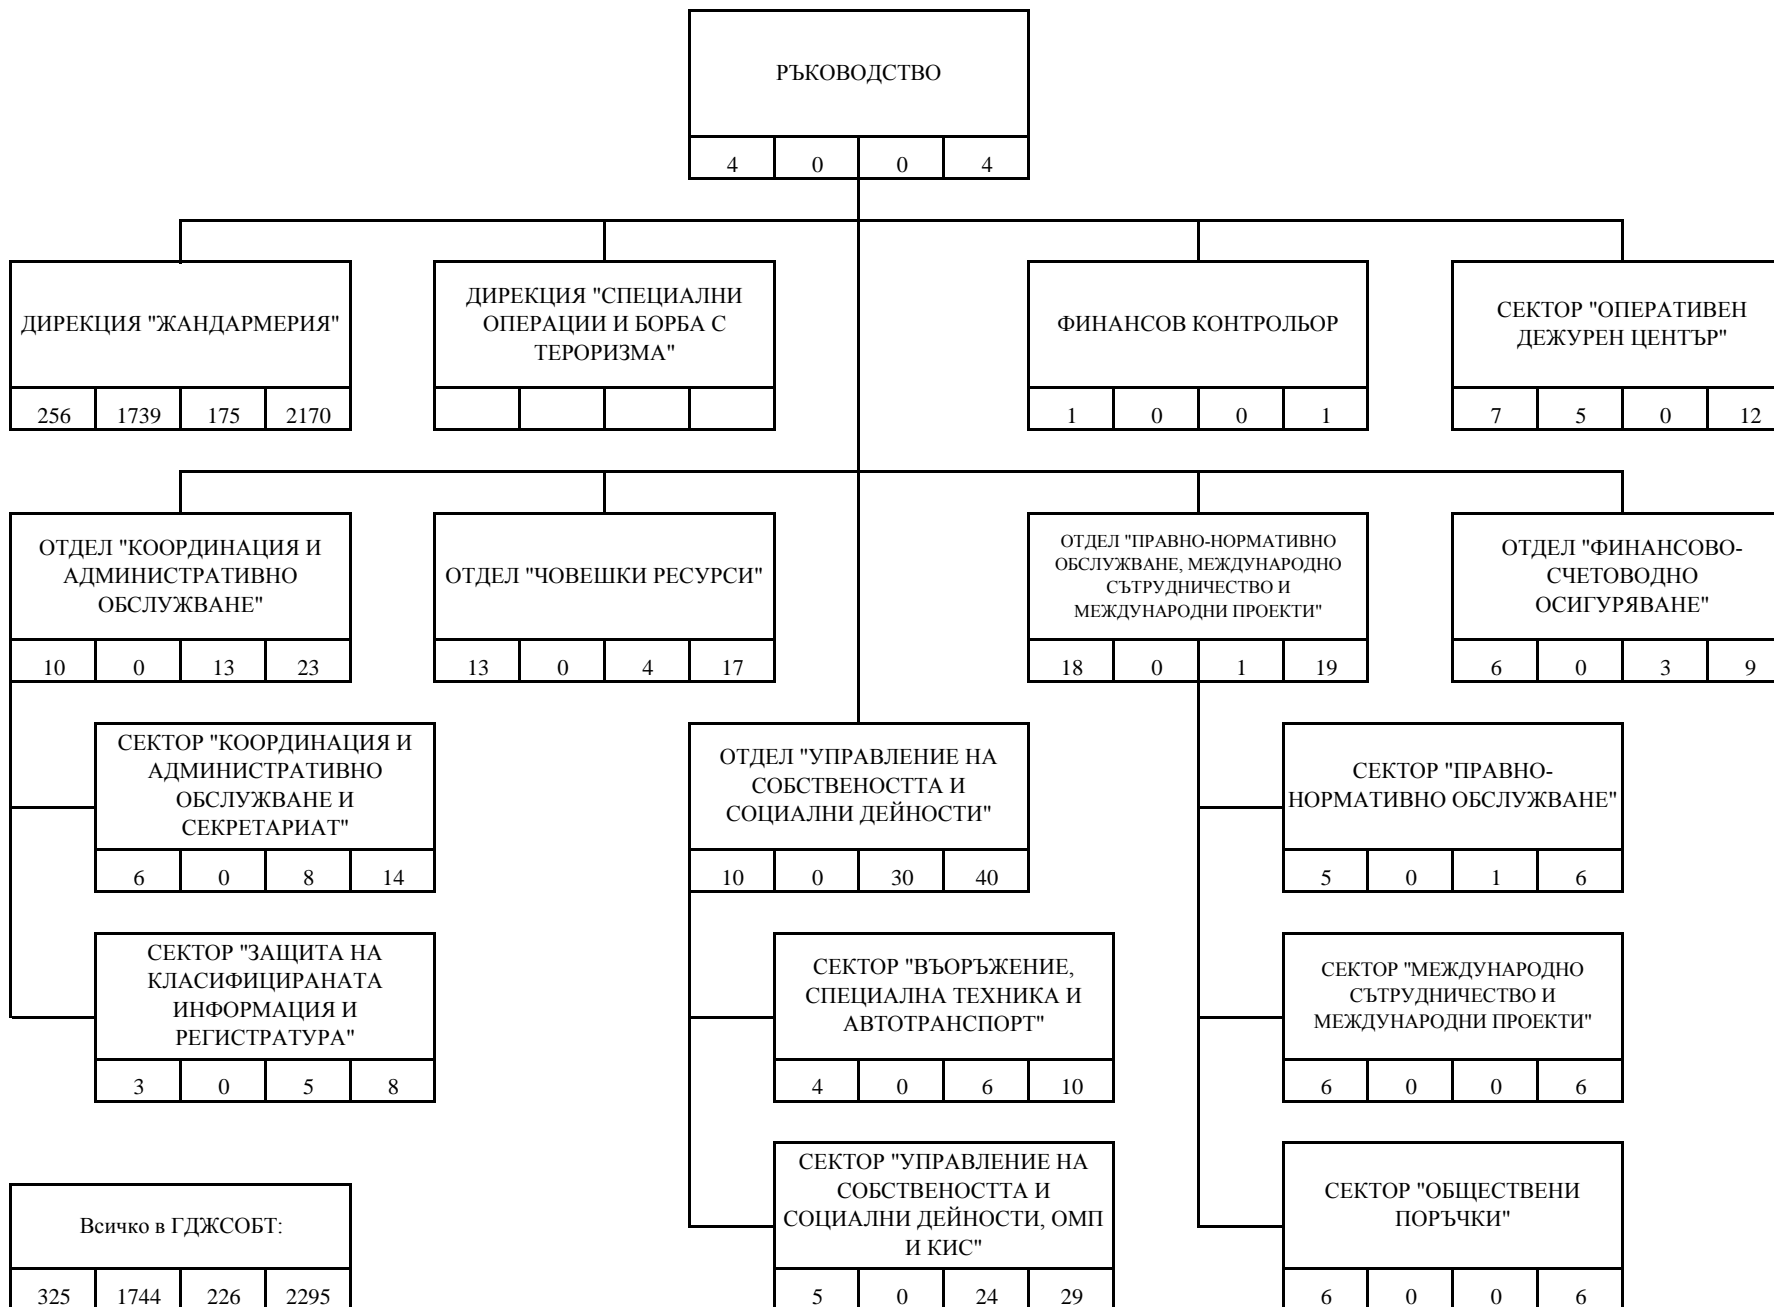 РЪКОВОДСТВО
4 0 0 4
ДИРЕКЦИЯ "ЖАНДАРМЕРИЯ"
256 1739 175 2170
ДИРЕКЦИЯ "СПЕЦИАЛНИ
ОПЕРАЦИИ И БОРБА С
ТЕРОРИЗМА"
ФИНАНСОВ КОНТРОЛЬОР
1 0 0 1
СЕКТОР "ОПЕРАТИВЕН
ДЕЖУРЕН ЦЕНТЪР"
7 5 0 12
ОТДЕЛ "КООРДИНАЦИЯ И
АДМИНИСТРАТИВНО
ОБСЛУЖВАНЕ"
10 0 13 23
ОТДЕЛ "ЧОВЕШКИ РЕСУРСИ"
13 0 4 17
ОТДЕЛ "ПРАВНО-НОРМАТИВНО
ОБСЛУЖВАНЕ, МЕЖДУНАРОДНО
СЪТРУДНИЧЕСТВО И
МЕЖДУНАРОДНИ ПРОЕКТИ"
18 0 1 19
ОТДЕЛ "ФИНАНСОВО-
СЧЕТОВОДНО
ОСИГУРЯВАНЕ"
6 0 3 9
СЕКТОР "КООРДИНАЦИЯ И
АДМИНИСТРАТИВНО
ОБСЛУЖВАНЕ И
СЕКРЕТАРИАТ"
6 0 8 14
ОТДЕЛ "УПРАВЛЕНИЕ НА
СОБСТВЕНОСТТА И
СОЦИАЛНИ ДЕЙНОСТИ"
10 0 30 40
СЕКТОР "ПРАВНО-
НОРМАТИВНО ОБСЛУЖВАНЕ"
5 0 1 6
СЕКТОР "ЗАЩИТА НА
КЛАСИФИЦИРАНАТА
ИНФОРМАЦИЯ И
РЕГИСТРАТУРА"
3 0 5 8
СЕКТОР "ВЪОРЪЖЕНИЕ,
СПЕЦИАЛНА ТЕХНИКА И
АВТОТРАНСПОРТ"
4 0 6 10
СЕКТОР "МЕЖДУНАРОДНО
СЪТРУДНИЧЕСТВО И
МЕЖДУНАРОДНИ ПРОЕКТИ"
6 0 0 6
Всичко в ГДЖСОБТ:
325 1744 226 2295
СЕКТОР "УПРАВЛЕНИЕ НА
СОБСТВЕНОСТТА И
СОЦИАЛНИ ДЕЙНОСТИ, ОМП
И КИС"
5 0 24 29
СЕКТОР "ОБЩЕСТВЕНИ
ПОРЪЧКИ"
6 0 0 6